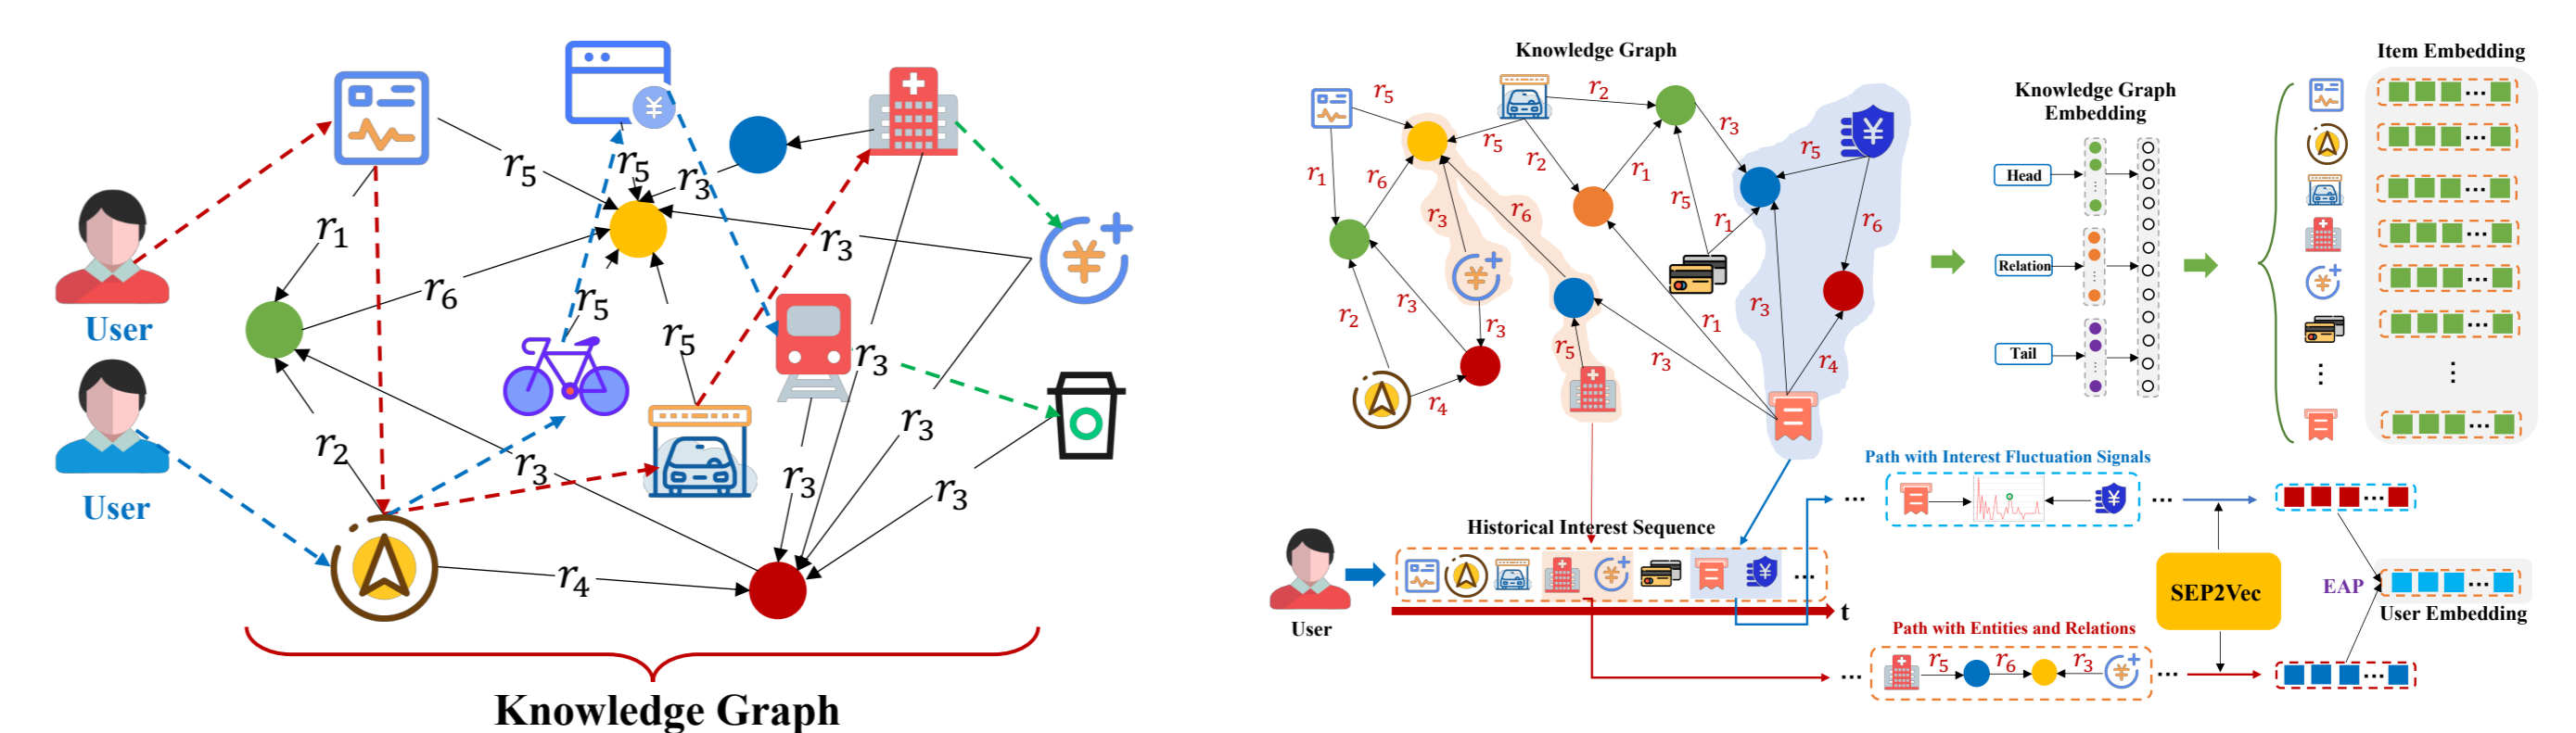 r5
r5
r3
r1
r3
r6
r5
r5
r3
r3
r2
r3
r3
r3
r4
User
User
Knowledge Graph
Knowledge Graph
r5
r2
r5
r3
r5
r1
r6
r2
r1
r5
r3
r6
r1
r6
r2
r3
r3
r3
r1
r5
r3
r4
r4
Knowledge Graph
Embedding
Head
Relation
Tail
Item Embedding
...
...
...
...
...
...
...
Historical Interest Sequence
User
...
t
Path with Interest Fluctuation Signals
... ¥ ...
Path with Entities and Relations
... r5 r6 r3 ¥ ...
SEP2Vec
...
EAP
...
User Embedding
...